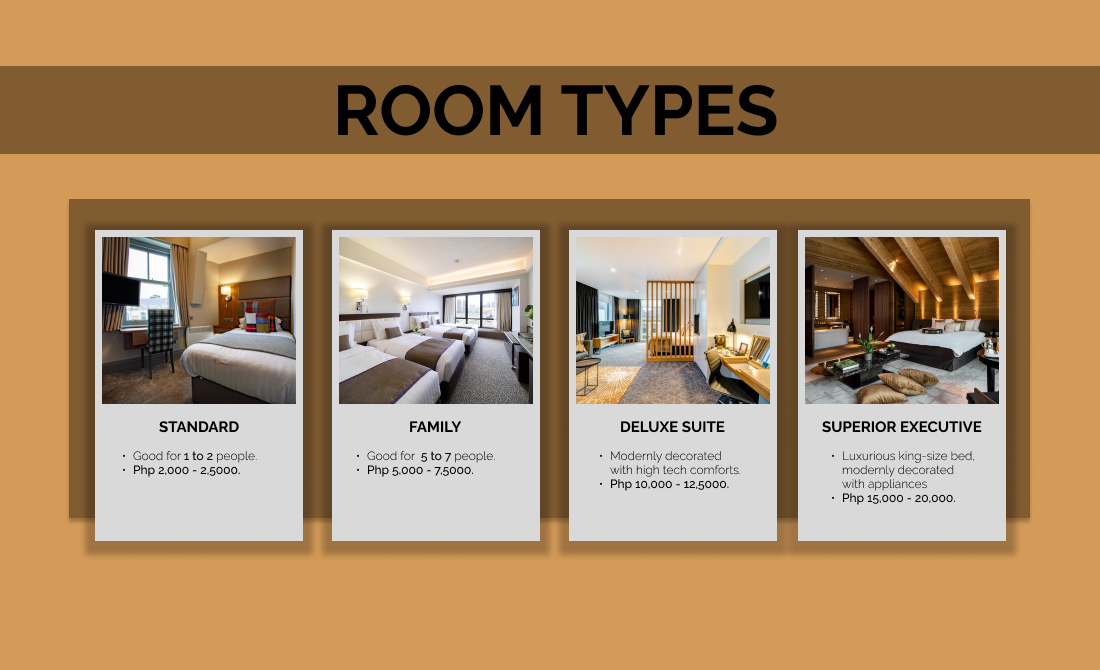 ROOM TYPES
STANDARD
• Good for 1 to 2 people.
• Php 2,000 - 2,5000.
FAMILY
• Good for 5 to 7 people.
• Php 5,000 - 7,5000.
DELUXE SUITE
• Modernly decorated
with high tech comforts.
• Php 10,000 - 12,5000.
SUPERIOR EXECUTIVE
• Luxurious king-size bed,
modernly decorated
with appliances
• Php 15,000 - 20,000.